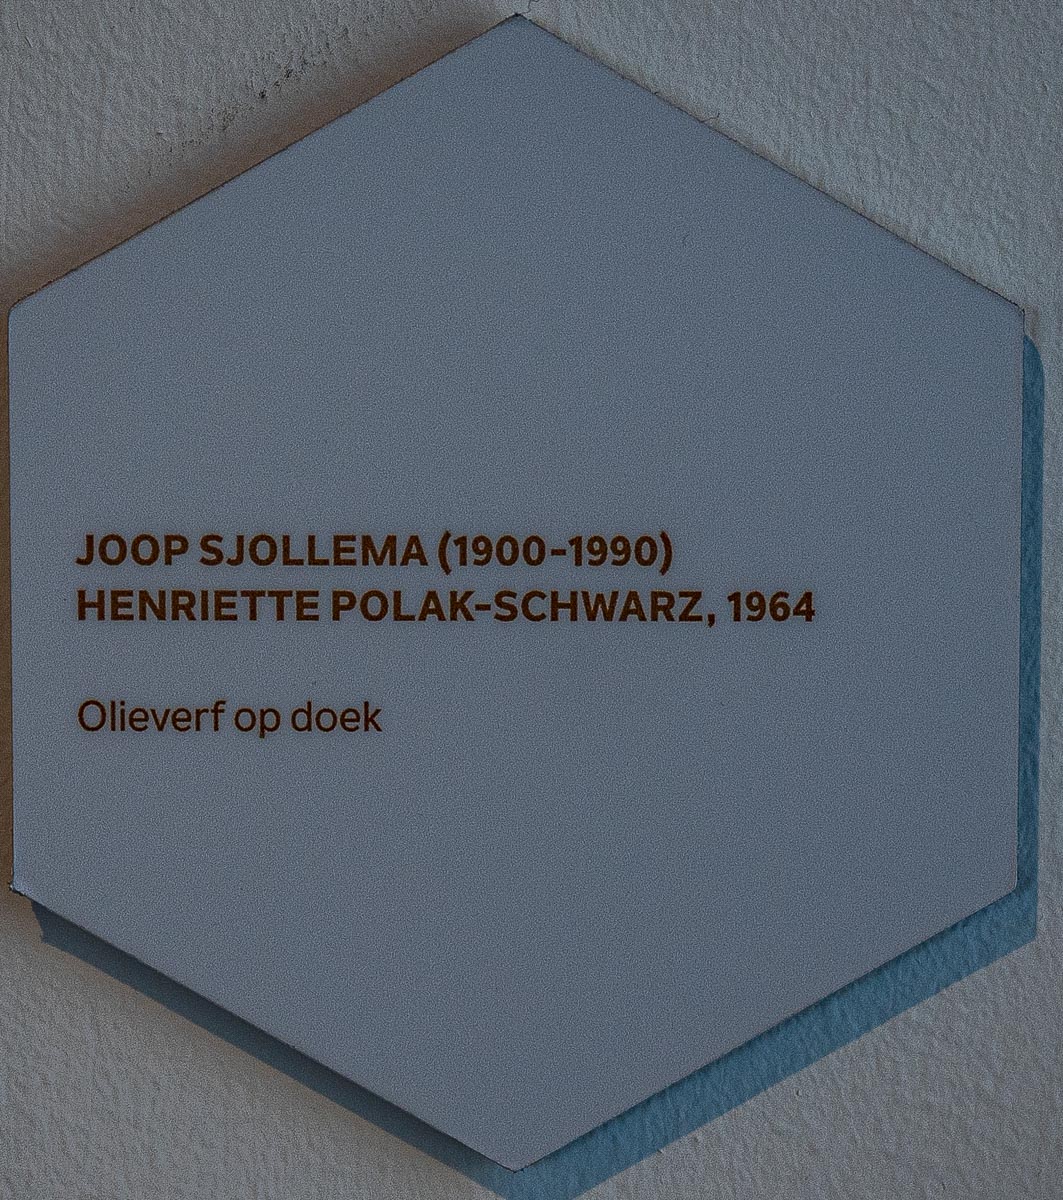 JOOP SJOLLEMA (1900-1990)
HENRIETTE POLAK-SCHWARZ, 1964
Olieverf op doek